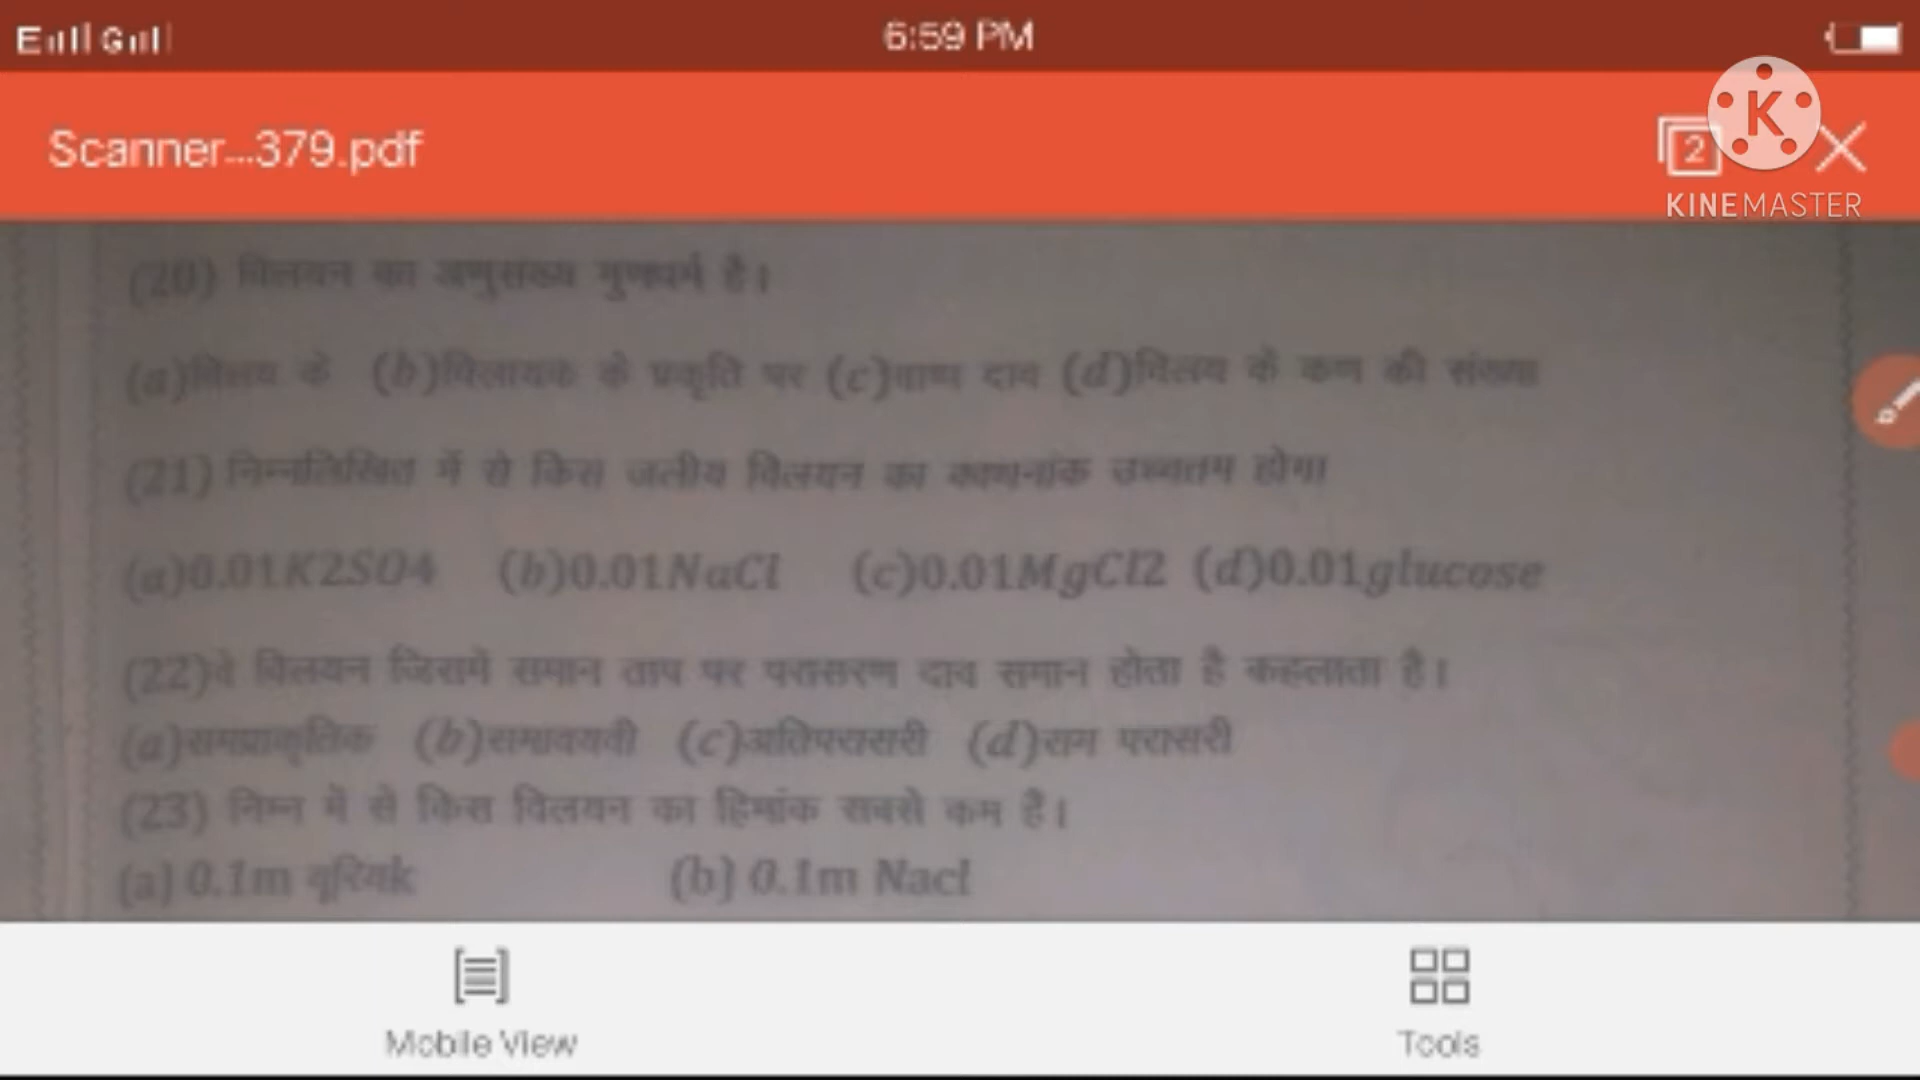 6:59 PM
Scanner...379.pdf
2
K
KINEMASTER
(20) विलयन का अणुसंख्य गुणधर्म है।
(a)विलय के (b)विलायक के प्रकृति पर (c)वाष्प दाब (d)विलय के कण की संख्या
(21) निम्नलिखित में से किस जलीय विलयन का क्वथनांक उच्चतम होगा
(a)0.01K2SO4 (b)0.01NaCl (c)0.01MgCl2 (d)0.01glucose
(22)वे विलयन जिसमें समान ताप पर परासरण दाव समान होता है कहलाता है।
(a)समप्राकृतिक (b)समावयवी (c)अतिपरासरी (d)सम परासरी
(23) निम्न में से किस विलयन का हिमांक सबसे कम हैं।
(a) 0.1m यूरियk (b) 0.1m Nacl
Mobile View
Tools